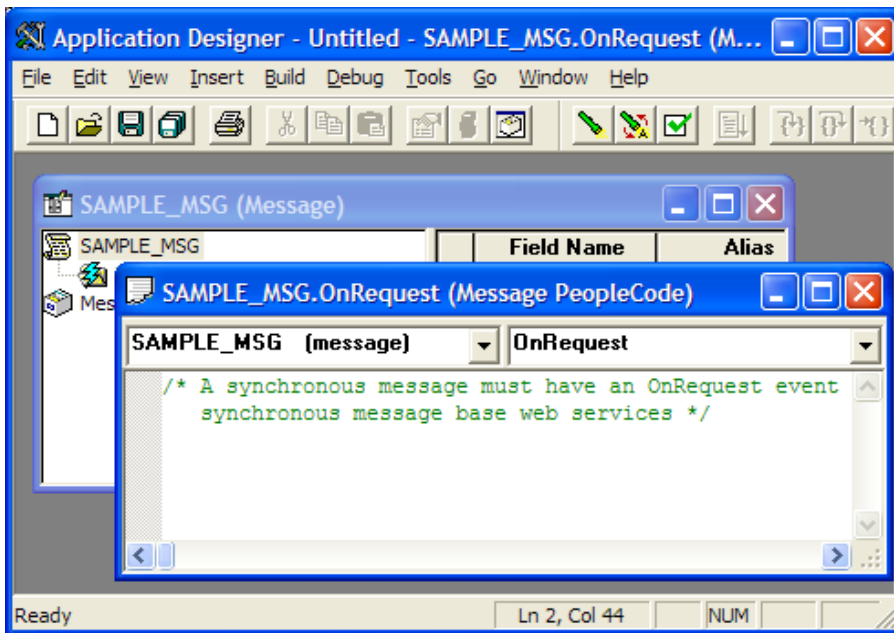 Application Designer - Untitled - SAMPLE_MSG.OnRequest (M...
File Edit View Insert Build Debug Tools Go Window Help
SAMPLE_MSG (Message)
SAMPLE_MSG
Field Name Alias
Mes
SAMPLE_MSG.OnRequest (Message PeopleCode)
SAMPLE_MSG (message) OnRequest
/* A synchronous message must have an OnRequest event
synchronous message base web services */
Ready Ln 2, Col 44 NUM